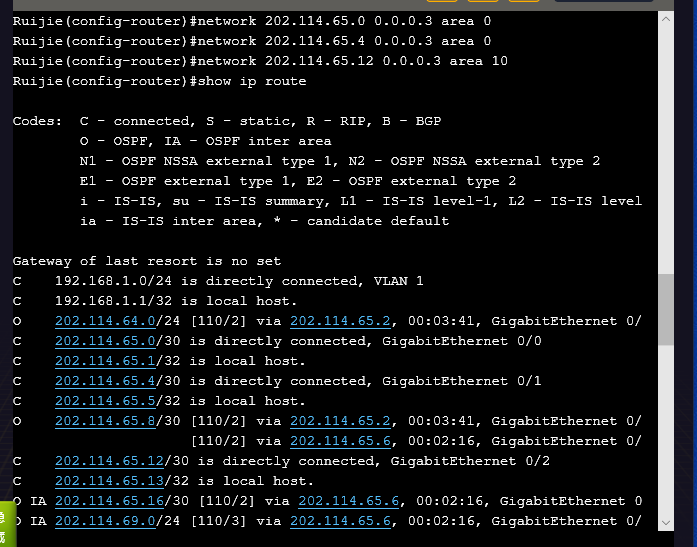 Ruijie(config-router)#network 202.114.65.0 0.0.0.3 area 0
Ruijie(config-router)#network 202.114.65.4 0.0.0.3 area 0
Ruijie(config-router)#network 202.114.65.12 0.0.0.3 area 10
Ruijie(config-router)#show ip route
Codes:  C - connected, S - static, R - RIP, B - BGP
O - OSPF, IA - OSPF inter area
N1 - OSPF NSSA external type 1, N2 - OSPF NSSA external type 2
E1 - OSPF external type 1, E2 - OSPF external type 2
i - IS-IS, su - IS-IS summary, L1 - IS-IS level-1, L2 - IS-IS level
ia - IS-IS inter area, * - candidate default
Gateway of last resort is no set
C    192.168.1.0/24 is directly connected, VLAN 1
C    192.168.1.1/32 is local host.
O    202.114.64.0/24 [110/2] via 202.114.65.2, 00:03:41, GigabitEthernet 0/
C    202.114.65.0/30 is directly connected, GigabitEthernet 0/0
C    202.114.65.1/32 is local host.
C    202.114.65.4/30 is directly connected, GigabitEthernet 0/1
C    202.114.65.5/32 is local host.
O    202.114.65.8/30 [110/2] via 202.114.65.2, 00:03:41, GigabitEthernet 0/
[110/2] via 202.114.65.6, 00:02:16, GigabitEthernet 0/
C    202.114.65.12/30 is directly connected, GigabitEthernet 0/2
C    202.114.65.13/32 is local host.
O IA 202.114.65.16/30 [110/2] via 202.114.65.6, 00:02:16, GigabitEthernet 0
O IA 202.114.69.0/24 [110/3] via 202.114.65.6, 00:02:16, GigabitEthernet 0/